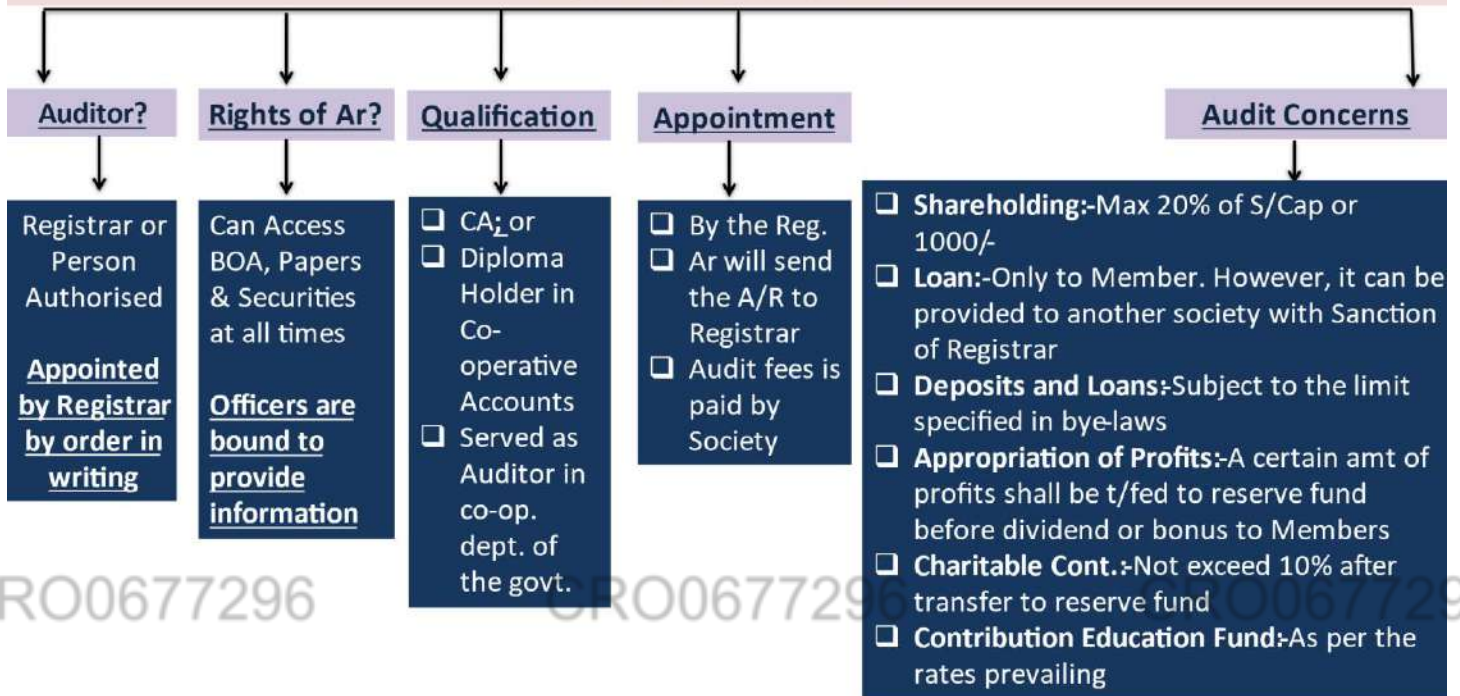 Auditor?
Registrar or
Person
Authorised
Appointed
by Registrar
by order in
writing
Rights of Ar?
Can Access
BOA, Papers
& Securities
at all times
Officers are
bound to
provide
information
Qualification
❑ CA; or
❑ Diploma
Holder in
Co-
operative
Accounts
❑ Served as
Auditor in
co-op.
dept. of
the govt.
Appointment
❑ By the Reg.
❑ Ar will send
the A/R to
Registrar
❑ Audit fees is
paid by
Society
Audit Concerns
❑ Shareholding:-Max 20% of S/Cap or
1000/-
❑ Loan:-Only to Member. However, it can be
provided to another society with Sanction
of Registrar
❑ Deposits and Loans:-Subject to the limit
specified in bye-laws
❑ Appropriation of Profits:-A certain amt of
profits shall be t/fed to reserve fund
before dividend or bonus to Members
❑ Charitable Cont.:-Not exceed 10% after
transfer to reserve fund
❑ Contribution Education Fund:-As per the
rates prevailing
RO0677296 CRO0677296 CRO067729